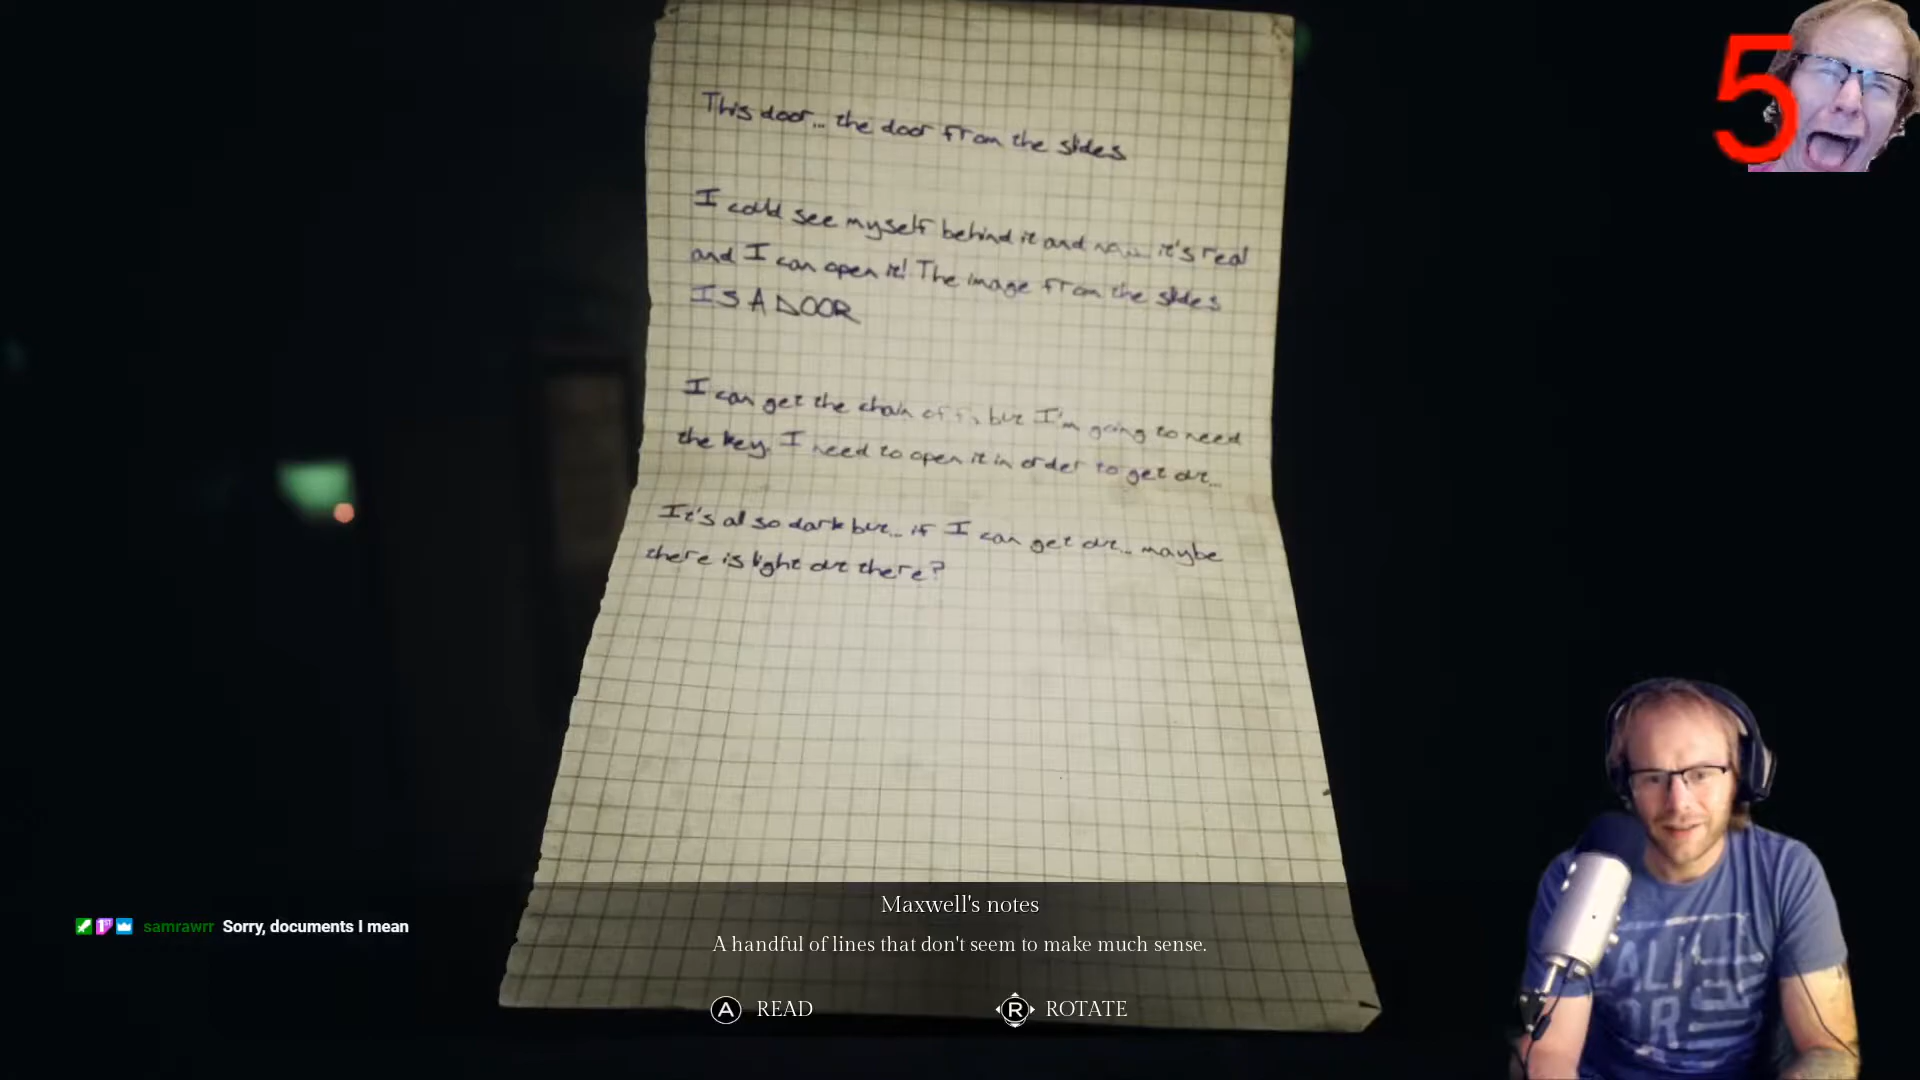 5
This door... the door from the slides
I could see myself behind it and now it's real
and I can open it! The image from the slides
IS A DOOR
I can get the chain off, but I'm going to need
the key. I need to open it in order to get out...
It's also dark but... if I can get out... maybe
there is light out there?
Maxwell's notes
samrawrr Sorry, documents I mean
A handful of lines that don't seem to make much sense.
A READ
R ROTATE